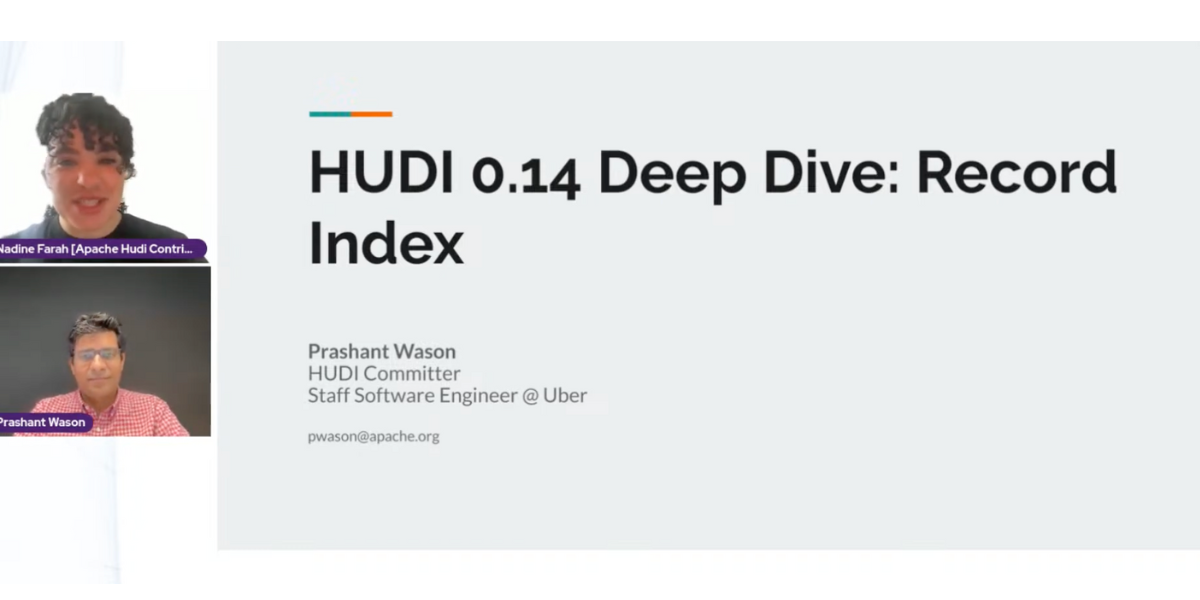 Nadine Farah [Apache Hudi Contri...
Prashant Wason
HUDI 0.14 Deep Dive: Record
Index
Prashant Wason
HUDI Committer
Staff Software Engineer @ Uber
pwason@apache.org